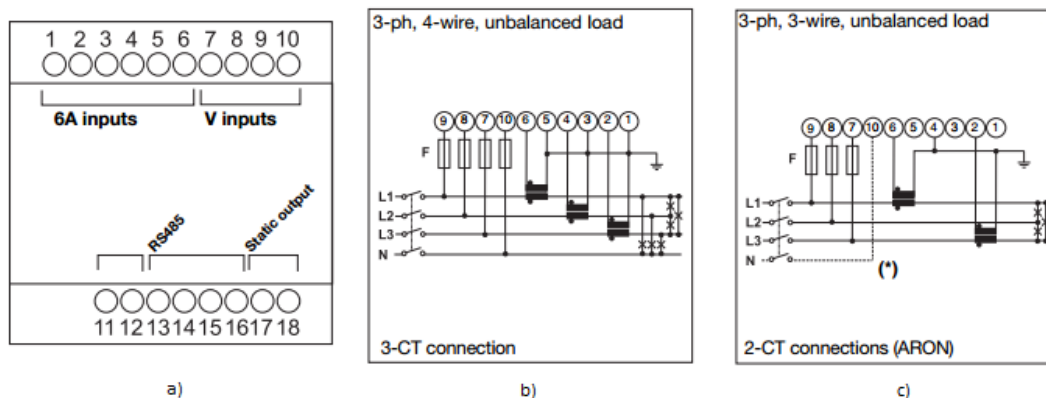 1 2 3 4 5 6 7 8 9 10
6A inputs V inputs
RS485 Static output
11 12 13 14 15 16 17 18
a)
3-ph, 4-wire, unbalanced load
9 8 7 10 6 5 4 3 2 1
F
L1
L2
L3
N
3-CT connection
b)
3-ph, 3-wire, unbalanced load
9 8 7 10 6 5 4 3 2 1
F
L1
L2
L3
N
(*)
2-CT connections (ARON)
c)